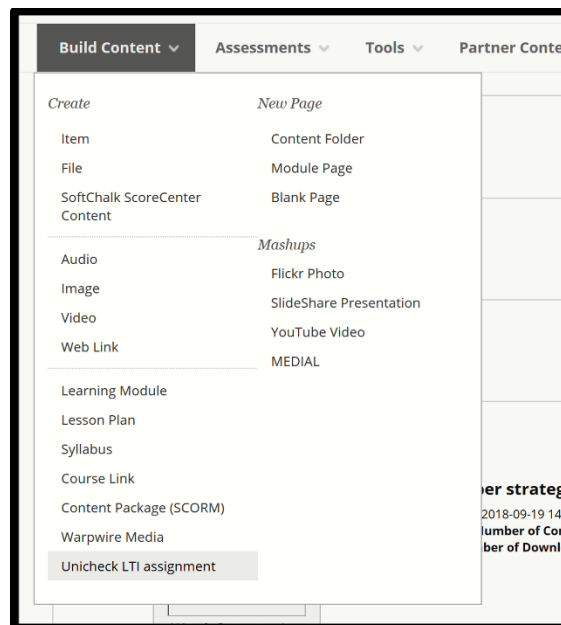 Build Content
Assessments
Tools
Partner Conte
Create
Item
File
SoftChalk ScoreCenter
Content
Audio
Image
Video
Web Link
Learning Module
Lesson Plan
Syllabus
Course Link
Content Package (SCORM)
Warpwire Media
Unicheck LTI assignment
New Page
Content Folder
Module Page
Blank Page
Mashups
Flickr Photo
SlideShare Presentation
YouTube Video
MEDIAL
er strateg
2018-09-19 14
umber of Co
ber of Downl